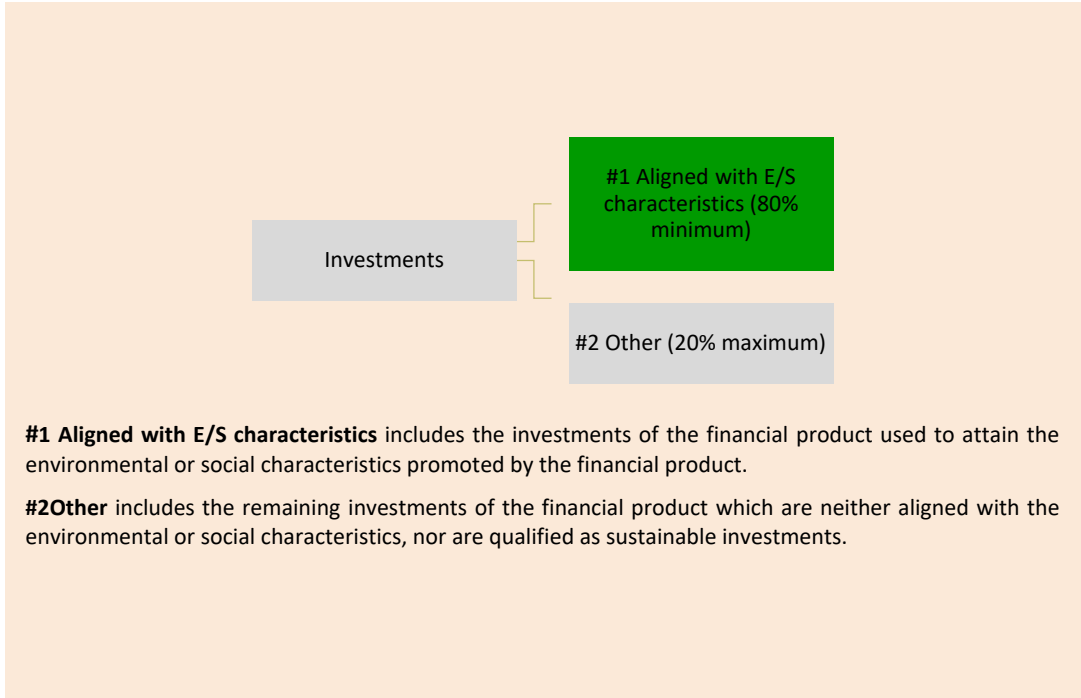 #1 Aligned with E/S
characteristics (80%
minimum)
Investments
#2 Other (20% maximum)
#1 Aligned with E/S characteristics includes the investments of the financial product used to attain the
environmental or social characteristics promoted by the financial product.
#2Other includes the remaining investments of the financial product which are neither aligned with the
environmental or social characteristics, nor are qualified as sustainable investments.